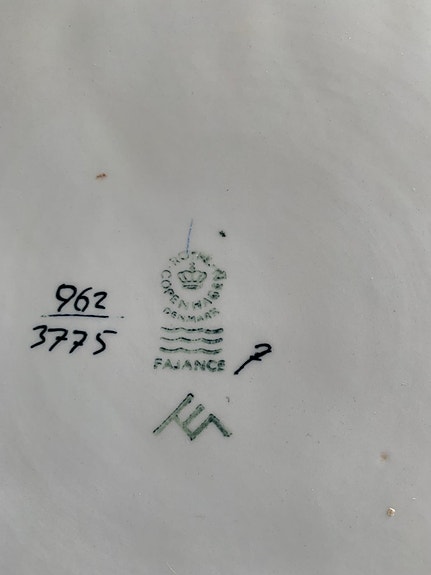 962
3775
ROYAL
COPENHAGEN
DENMARK
FAJANCE
7